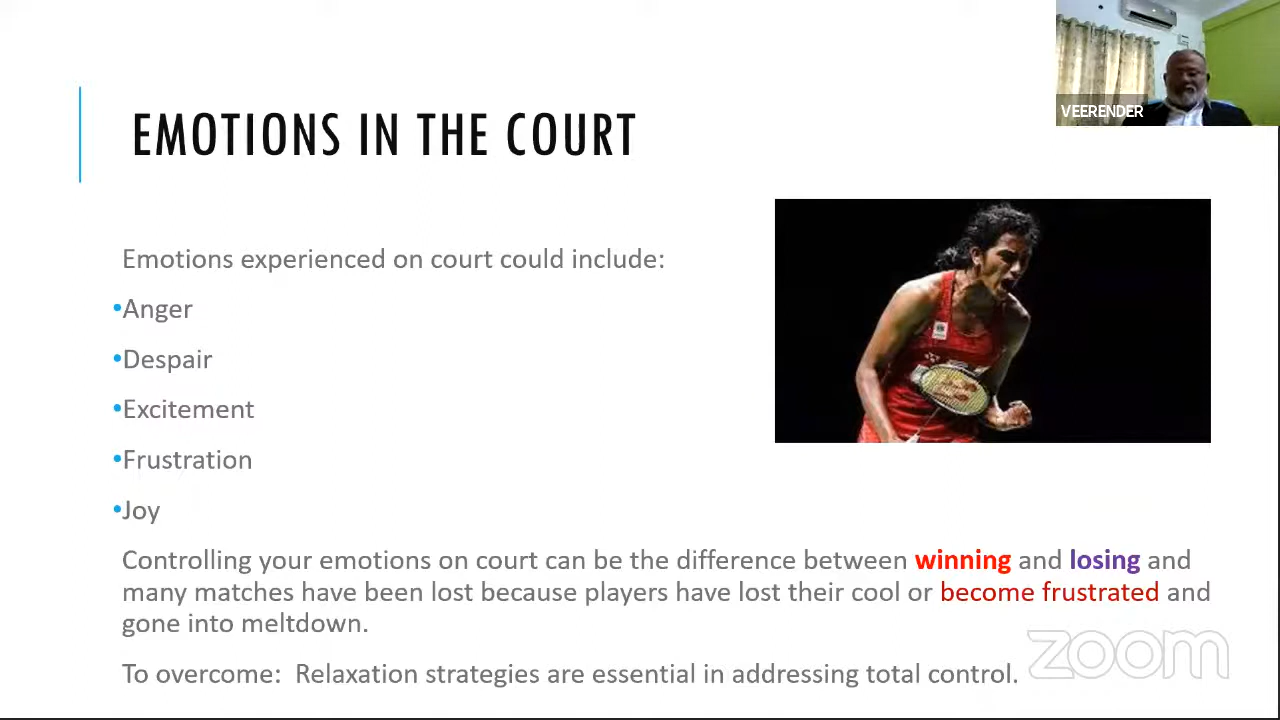 VEERENDER
EMOTIONS IN THE COURT
Emotions experienced on court could include:
•Anger
•Despair
•Excitement
•Frustration
•Joy
Controlling your emotions on court can be the difference between winning and losing and
many matches have been lost because players have lost their cool or become frustrated and
gone into meltdown.
To overcome:  Relaxation strategies are essential in addressing total control.
zoom